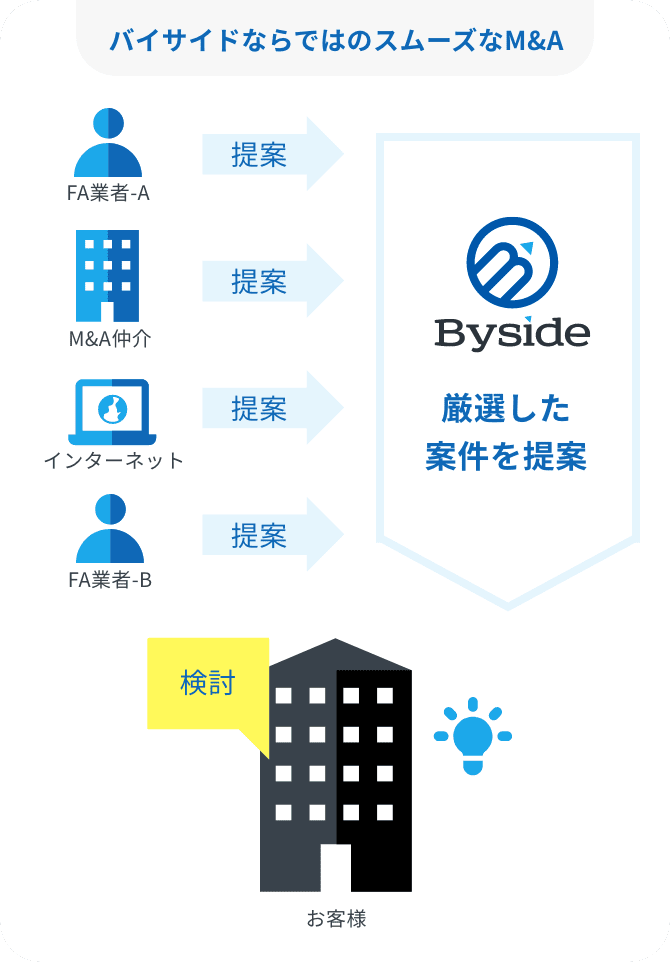 バイサイドならではのスムーズなM&A
FA業者-A
提案
M&A仲介
提案
インターネット
提案
FA業者-B
提案
Byside
厳選した
案件を提案
検討
お客様